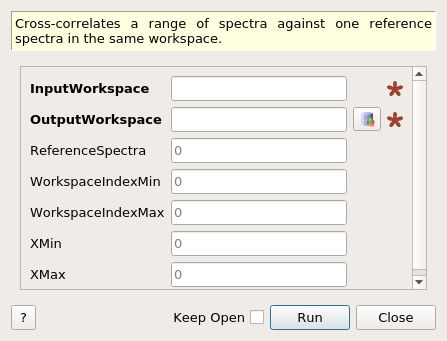 Cross-correlates a range of spectra against one reference
spectra in the same workspace.
InputWorkspace
OutputWorkspace
ReferenceSpectra 0
WorkspaceIndexMin 0
WorkspaceIndexMax 0
XMin 0
XMax 0
? Keep Open Run Close